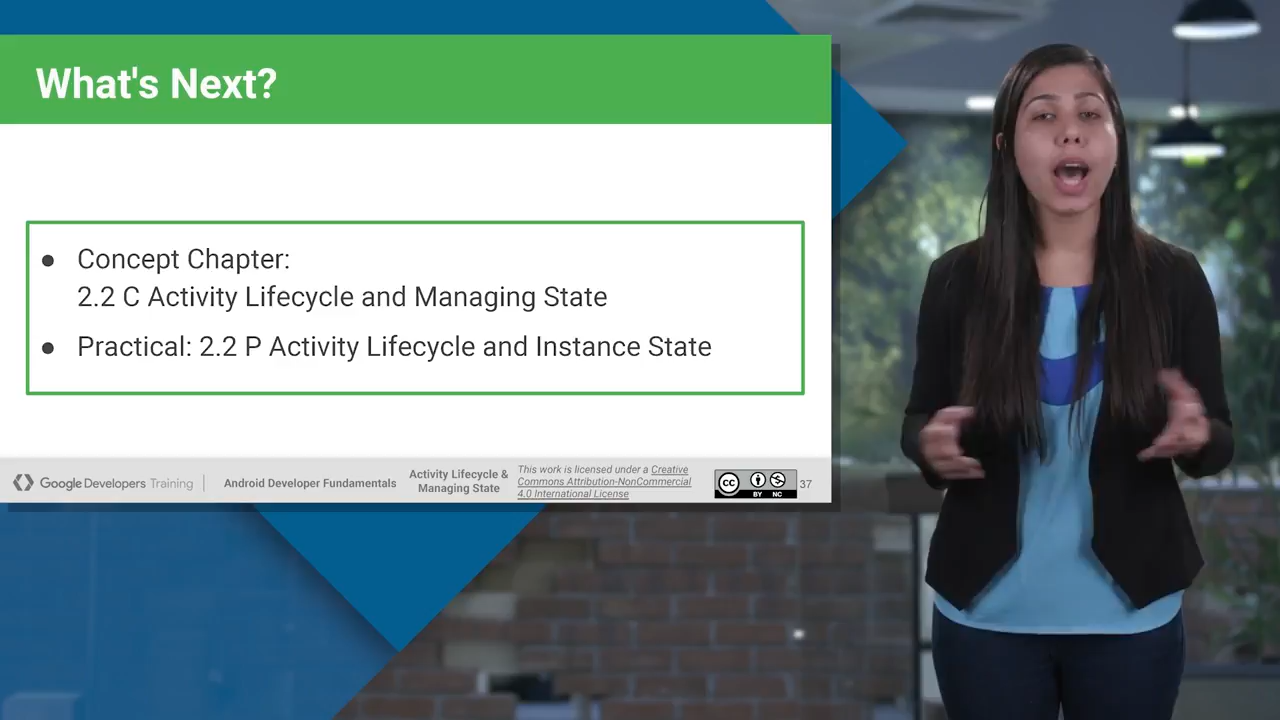 What's Next?
● Concept Chapter:
2.2 C Activity Lifecycle and Managing State
● Practical: 2.2 P Activity Lifecycle and Instance State
Google Developers Training
Android Developer Fundamentals
Activity Lifecycle &
Managing State
This work is licensed under a Creative
Commons Attribution-NonCommercial
4.0 International License
cc
BY NC
37